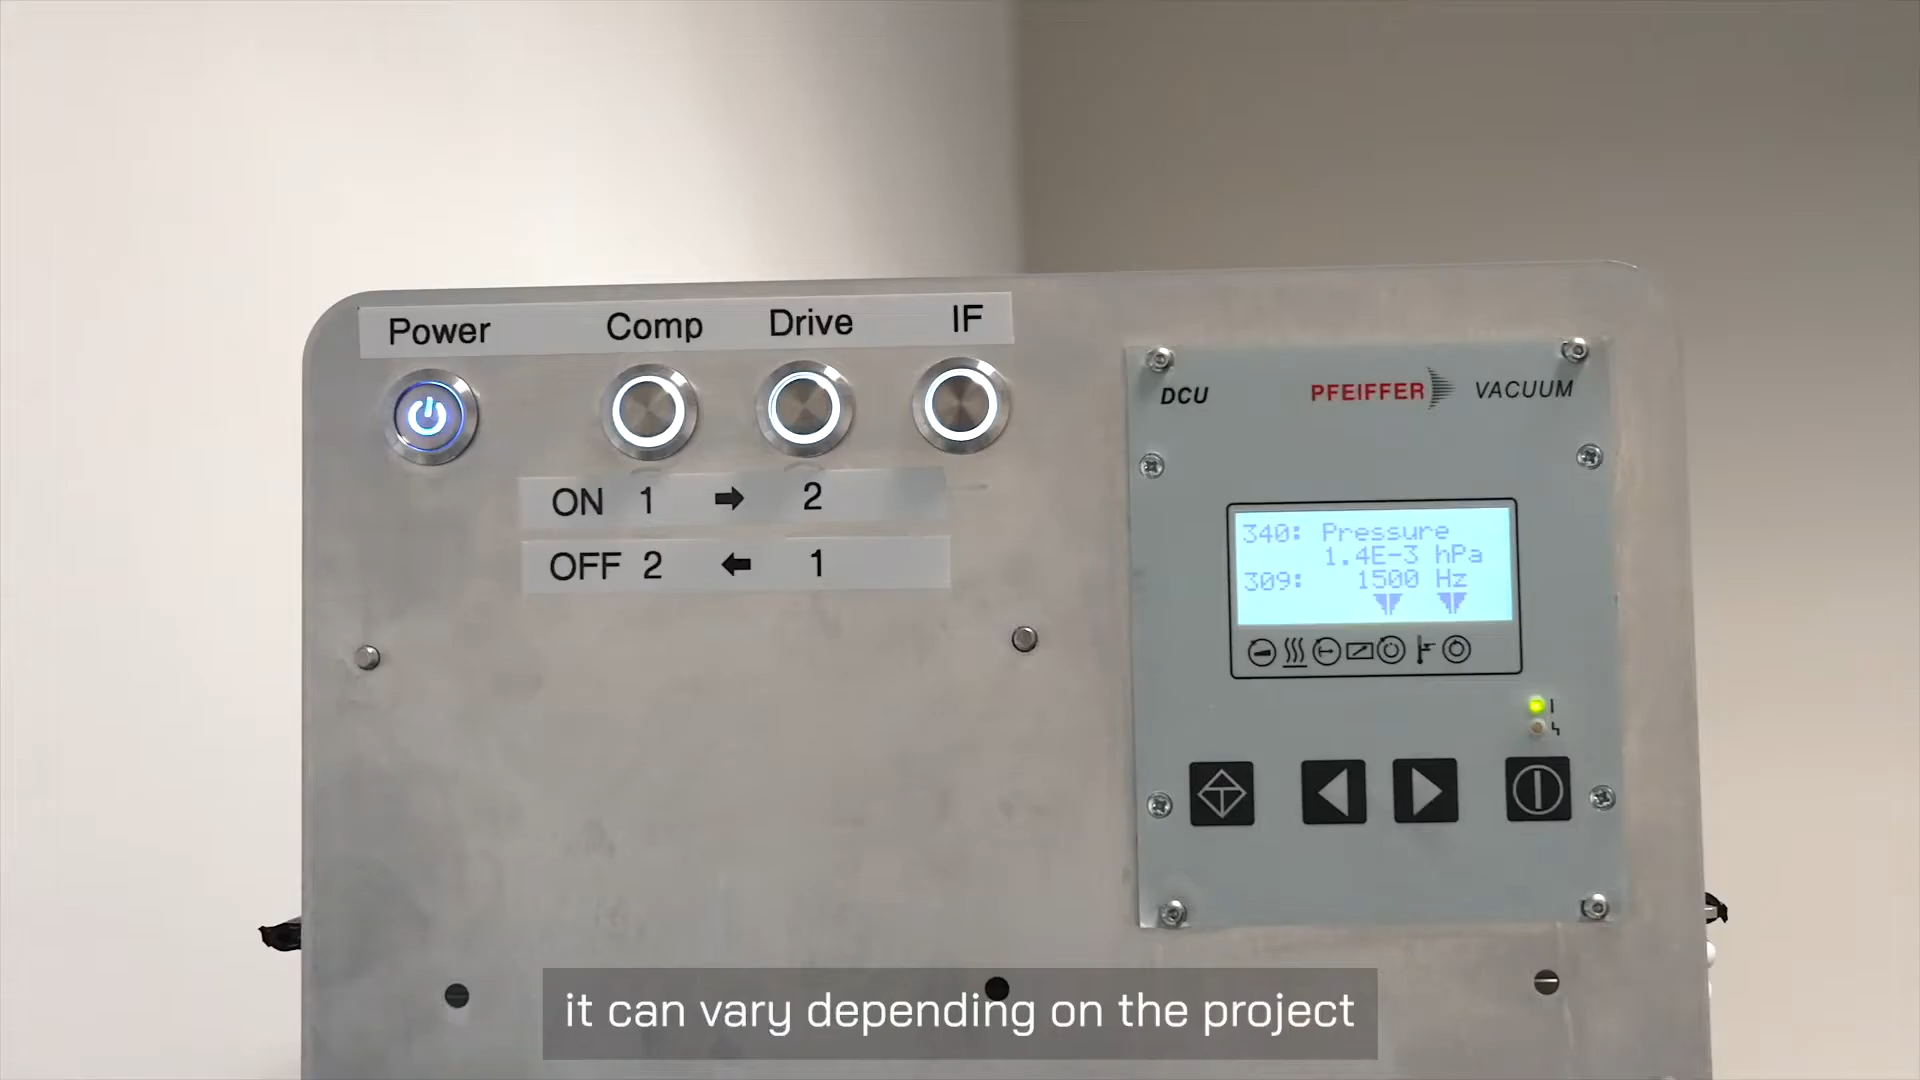 Power Comp Drive IF
ON 1 → 2
OFF 2 ← 1
DCU PFEIFFER VACUUM
340: Pressure
1.4E-3 hPa
309: 1500 Hz
it can vary depending on the project